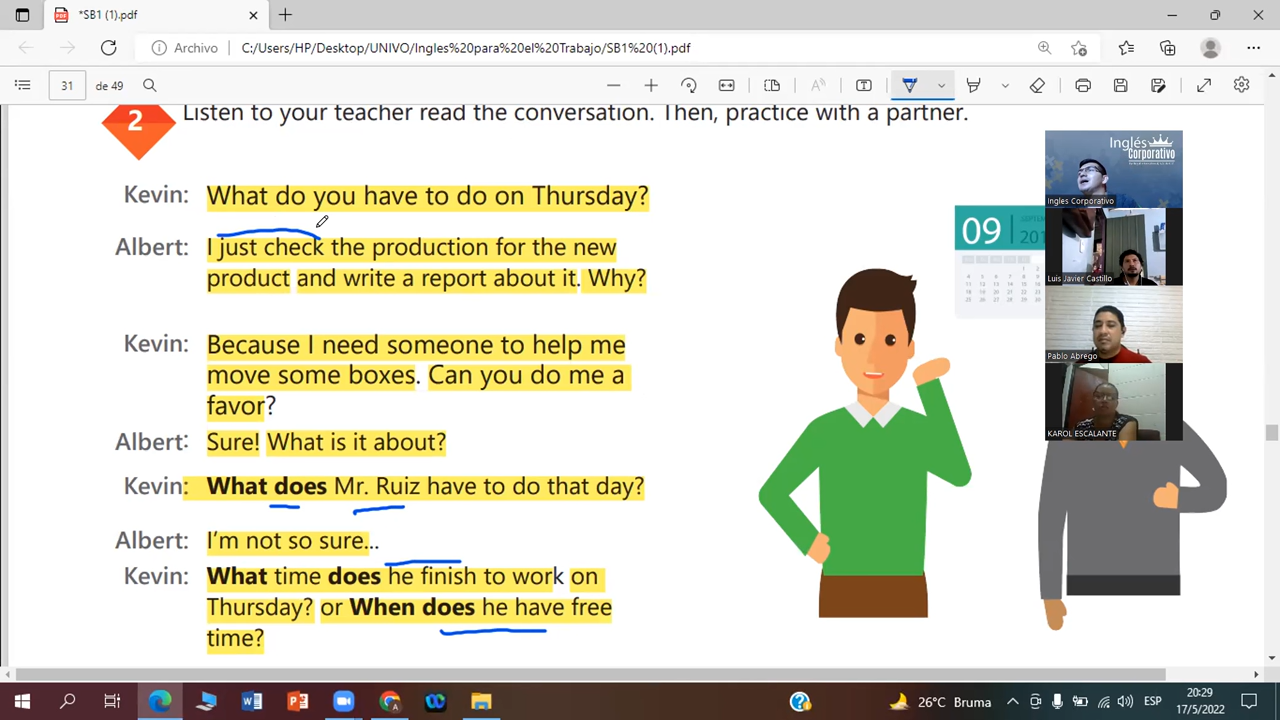 *SB1 (1).pdf
Archivo C:/Users/HP/Desktop/UNIVO/Ingles%20para%20el%20Trabajo/SB1%20(1).pdf
31 de 49
2 Listen to your teacher read the conversation. Then, practice with a partner.
Kevin: What do you have to do on Thursday?
Albert: I just check the production for the new
product and write a report about it. Why?
Kevin: Because I need someone to help me
move some boxes. Can you do me a
favor?
Albert: Sure! What is it about?
Kevin: What does Mr. Ruiz have to do that day?
Albert: I'm not so sure...
Kevin: What time does he finish to work on
Thursday? or When does he have free
time?
09
Inglés
Corporativo
Ingles Corporativo
Luis Javier Castillo
Pablo Abrego
KAROL ESCALANTE
26°C Bruma
ESP
20:29
17/5/2022